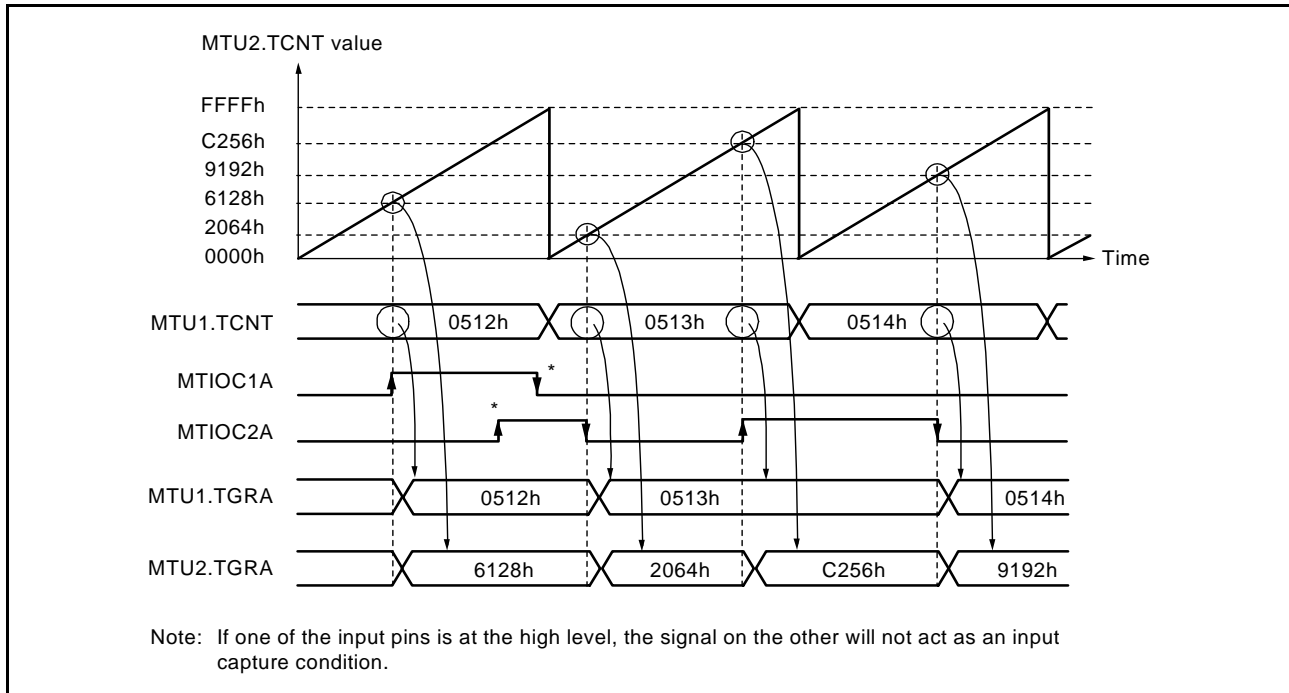 MTU2.TCNT value
FFFFh
C256h
9192h
6128h
2064h
0000h
Time
MTU1.TCNT 0512h 0513h 0514h
MTIOC1A *
MTIOC2A *
MTU1.TGRA 0512h 0513h 0514h
MTU2.TGRA 6128h 2064h C256h 9192h
Note: If one of the input pins is at the high level, the signal on the other will not act as an input
capture condition.